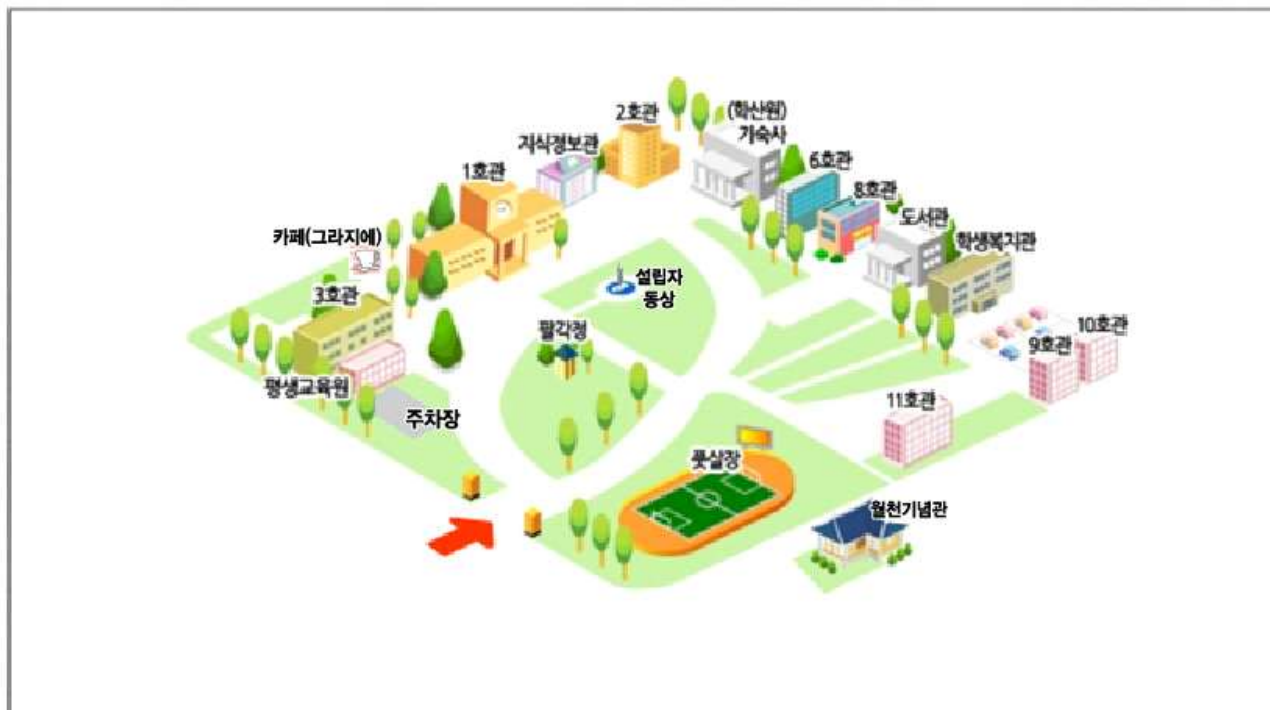 2호관
(학산원)
기숙사
지식정보관
6호관
1호관
8호관
도서관
카페(그라지에)
학생복지관
설립자
동상
3호관
팔각정
10호관
9호관
평생교육원
주차장
11호관
풋살장
월천기념관